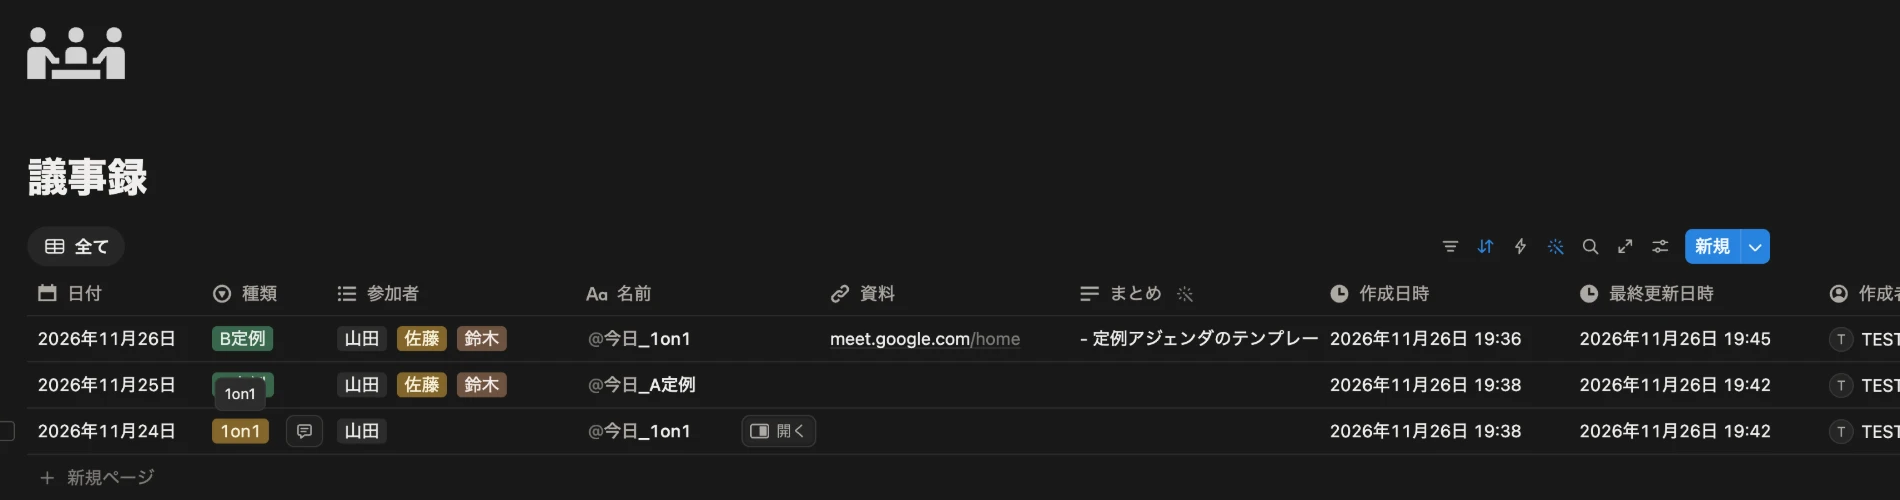 議事録
全て
新規
日付 種類 参加者 Aa 名前 資料 まとめ 作成日時 最終更新日時 作成
2026年11月26日 B定例 山田 佐藤 鈴木 @今日_1on1 meet.google.com/home - 定例アジェンダのテンプレー 2026年11月26日 19:36 2026年11月26日 19:45 T TEST
2026年11月25日 山田 佐藤 鈴木 @今日_A定例 2026年11月26日 19:38 2026年11月26日 19:42 T TEST
1on1
2026年11月24日 1on1 山田 @今日_1on1 開く 2026年11月26日 19:38 2026年11月26日 19:42 T TEST
+ 新規ページ